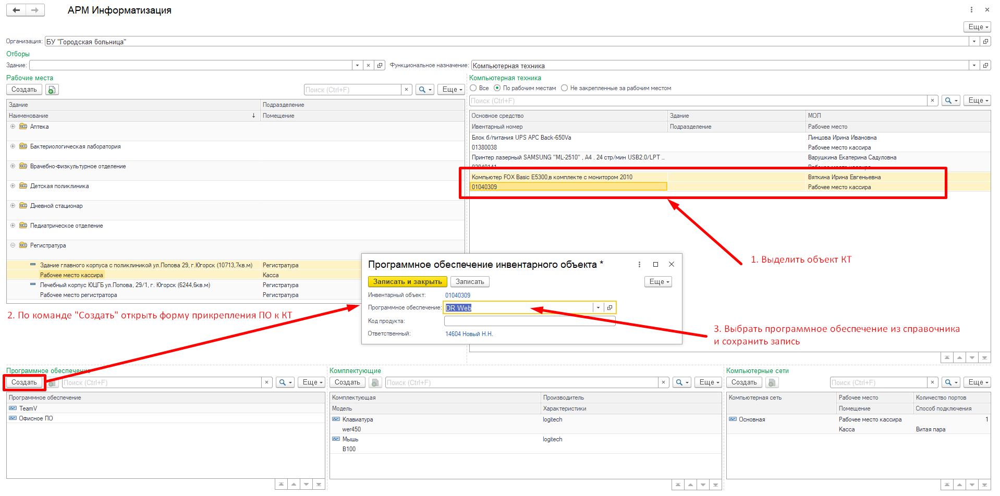 АРМ Информатизация
Еще
Организация: БУ "Городская больница"
Отборы
Здание:
Функциональное назначение: Компьютерная техника
Рабочие места
Создать
Поиск (Ctrl+F)
Еще
Здание Подразделение
Наименование Помещение
Аптека
Бактериологическая лаборатория
Врачебно-физкультурное отделение
Детская поликлиника
Дневной стационар
Педиатрическое отделение
Регистратура
Здание главного корпуса с поликлиникой ул.Попова 29, г.Югорск (10713,7кв.м) Регистратура
Рабочее место кассира Касса
Лечебный корпус ЮЦГБ ул.Попова, 29/1, г. Югорск (6244,6кв.м) Регистратура
Рабочее место регистратора Регистратура
Компьютерная техника
Все По рабочим местам Не закрепленные за рабочим местом
Поиск (Ctrl+F)
Еще
Основное средство Здание МОЛ
Ивентарный номер Подразделение Рабочее место
Блок б/питания UPS APC Back-650Va Линцова Ирина Ивановна
01380038 Рабочее место кассира
Принтер лазерный SAMSUNG "ML-2510" , А4 . 24 стр/мин USB2.0/LPT ... Варушкина Екатерина Садуловна
Рабочее место кассира
Компьютер FOX Basic E5300,в комплекте с монитором 2010 Вяткина Ирина Евгеньевна
01040309 Рабочее место кассира
1. Выделить объект КТ
2. По команде "Создать" открыть форму прикрепления ПО к КТ
Программное обеспечение инвентарного объекта *
Записать и закрыть Записать Еще
Инвентарный объект: 01040309
Программное обеспечение: DR Web
Код продукта:
Ответственный: 14604 Новый Н.Н.
3. Выбрать программное обеспечение из справочника
и сохранить запись
Программное обеспечение
Создать Поиск (Ctrl+F) Еще
Программное обеспечение
TeamV
Офисное ПО
Комплектующие
Создать Поиск (Ctrl+F) Еще
Комплектующая Производитель
Модель Характеристики
Клавиатура logitech
wer450
Мышь logitech
B100
Компьютерные сети
Создать Поиск (Ctrl+F) Еще
Компьютерная сеть Рабочее место Количество портов
Помещение Способ подключения
Основная Рабочее место кассира 1
Касса Витая пара